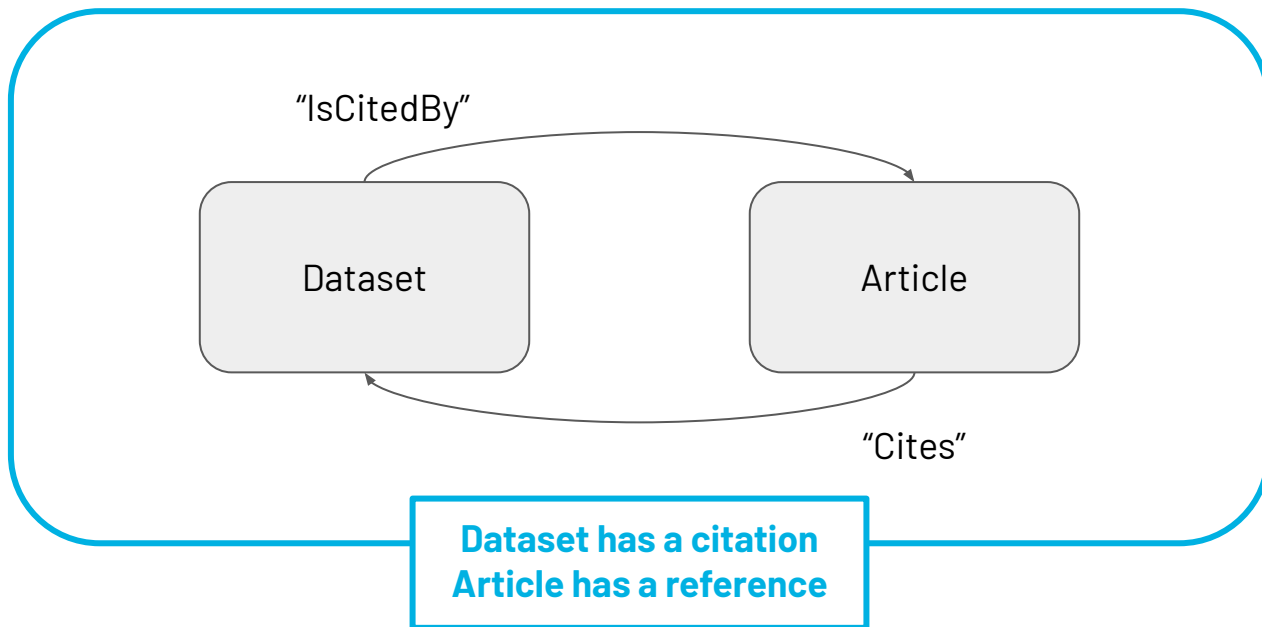 “IsCitedBy”
Dataset
Article
“Cites”
Dataset has a citation
Article has a reference